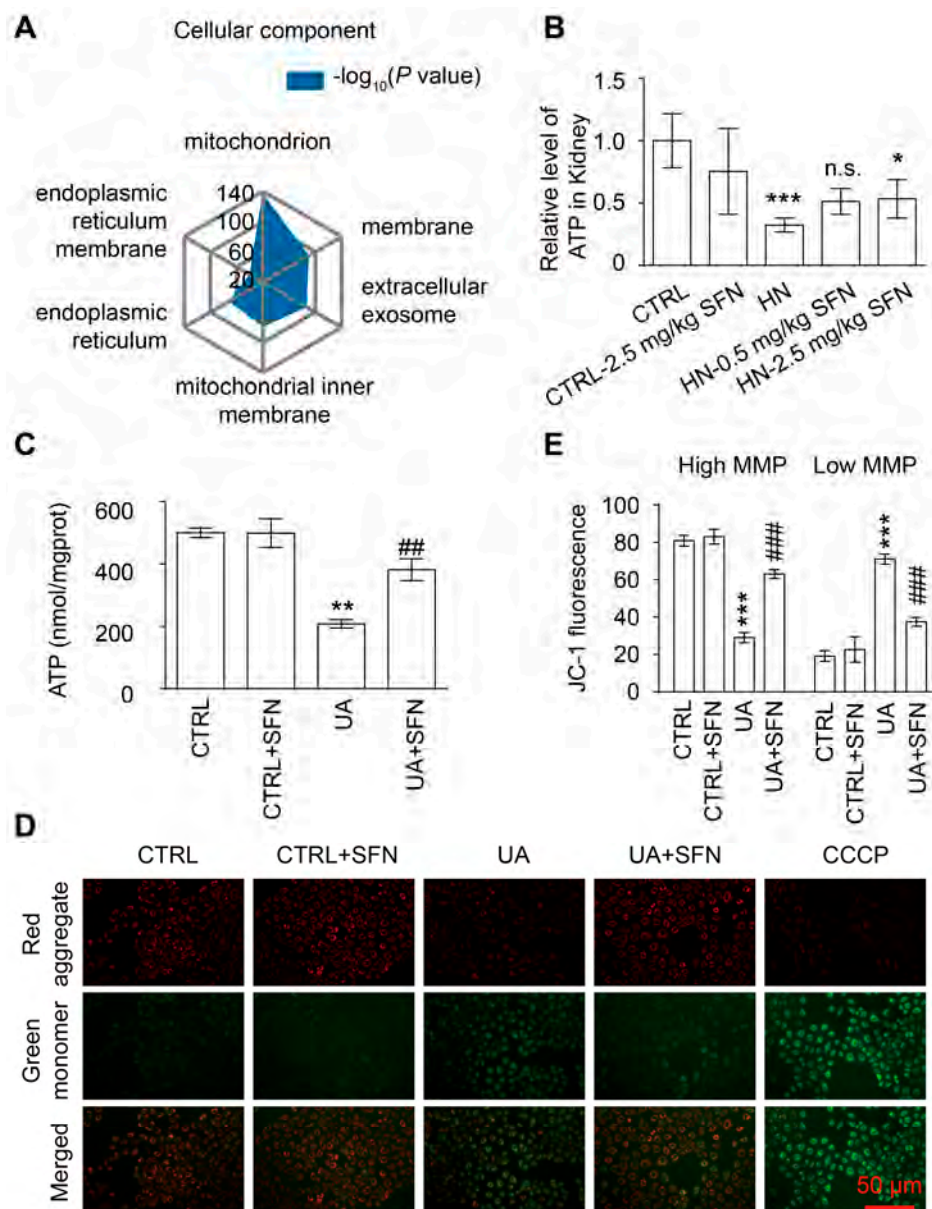 A
Cellular component
-log10(P value)
mitochondrion
endoplasmic
reticulum
membrane
140
100
60
20
membrane
extracellular
exosome
endoplasmic
reticulum
mitochondrial inner
membrane
B
Relative level of
ATP in Kidney
1.5
1.0
0.5
0
***
n.s.
*
CTRL
CTRL-2.5 mg/kg SFN
HN
HN-0.5 mg/kg SFN
HN-2.5 mg/kg SFN
C
ATP (nmol/mgprot)
600
400
200
0
**
##
CTRL
CTRL+SFN
UA
UA+SFN
E
High MMP Low MMP
JC-1 fluorescence
80
60
40
20
0
***
###
***
###
CTRL
CTRL+SFN
UA
UA+SFN
CTRL
CTRL+SFN
UA
UA+SFN
D
CTRL CTRL+SFN UA UA+SFN CCCP
Red
aggregate
Green
monomer
Merged
50 µm